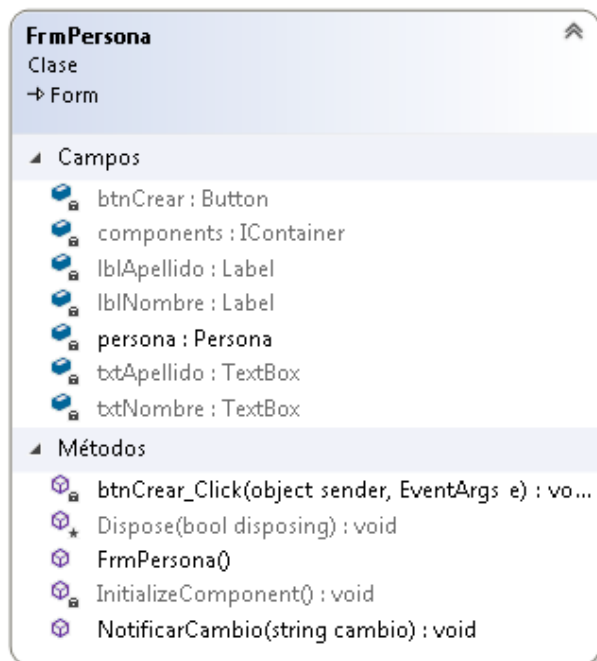 FrmPersona
Clase
Form
Campos
btnCrear : Button
components : IContainer
lblApellido : Label
lblNombre : Label
persona : Persona
txtApellido : TextBox
txtNombre : TextBox
Métodos
btnCrear_Click(object sender, EventArgs e) : vo...
Dispose(bool disposing) : void
FrmPersona()
InitializeComponent() : void
NotificarCambio(string cambio) : void